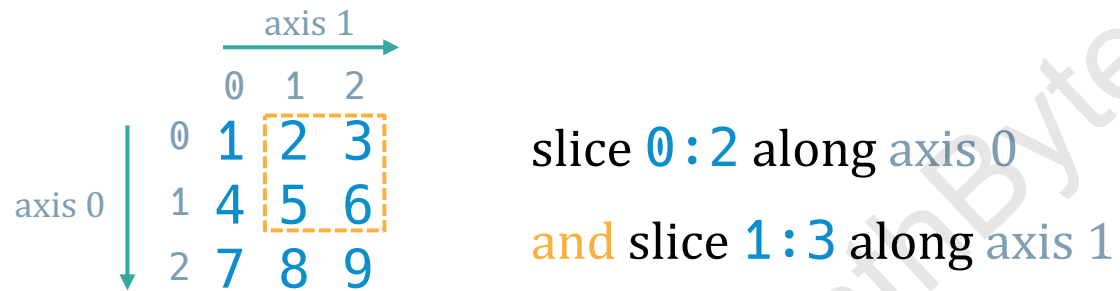 axis 1
0 1 2
0 1 2 3
axis 0
1 4 5 6
2 7 8 9
slice 0:2 along axis 0
and slice 1:3 along axis 1